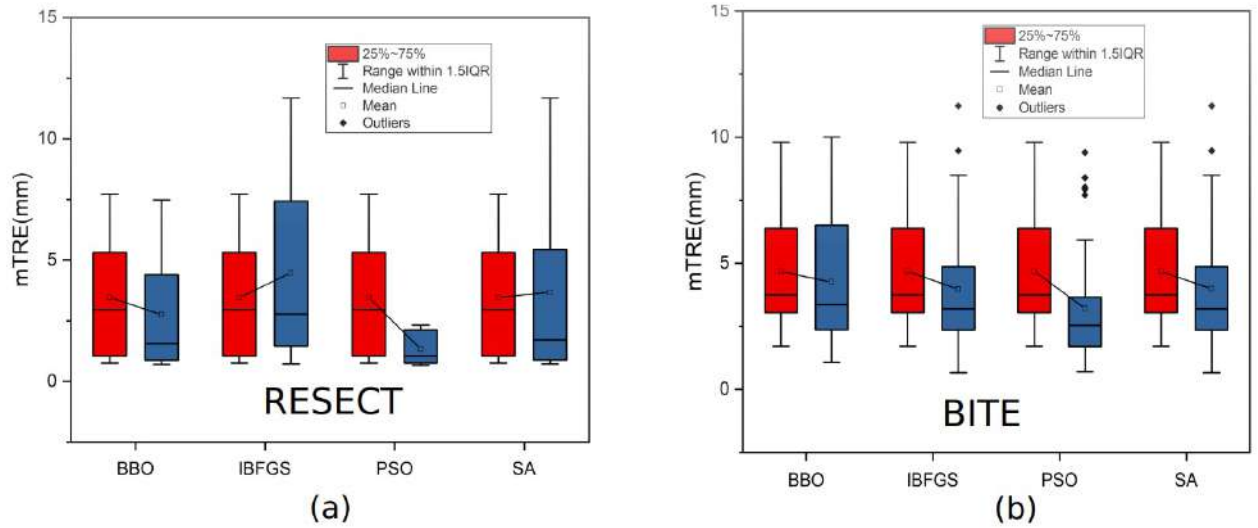 15
10
5
0
mTRE(mm)
25%~75%
Range within 1.5IQR
Median Line
Mean
Outliers
RESECT
BBO
IBFGS
PSO
SA
(a)
15
10
5
0
mTRE(mm)
25%~75%
Range within 1.5IQR
Median Line
Mean
Outliers
BITE
BBO
IBFGS
PSO
SA
(b)